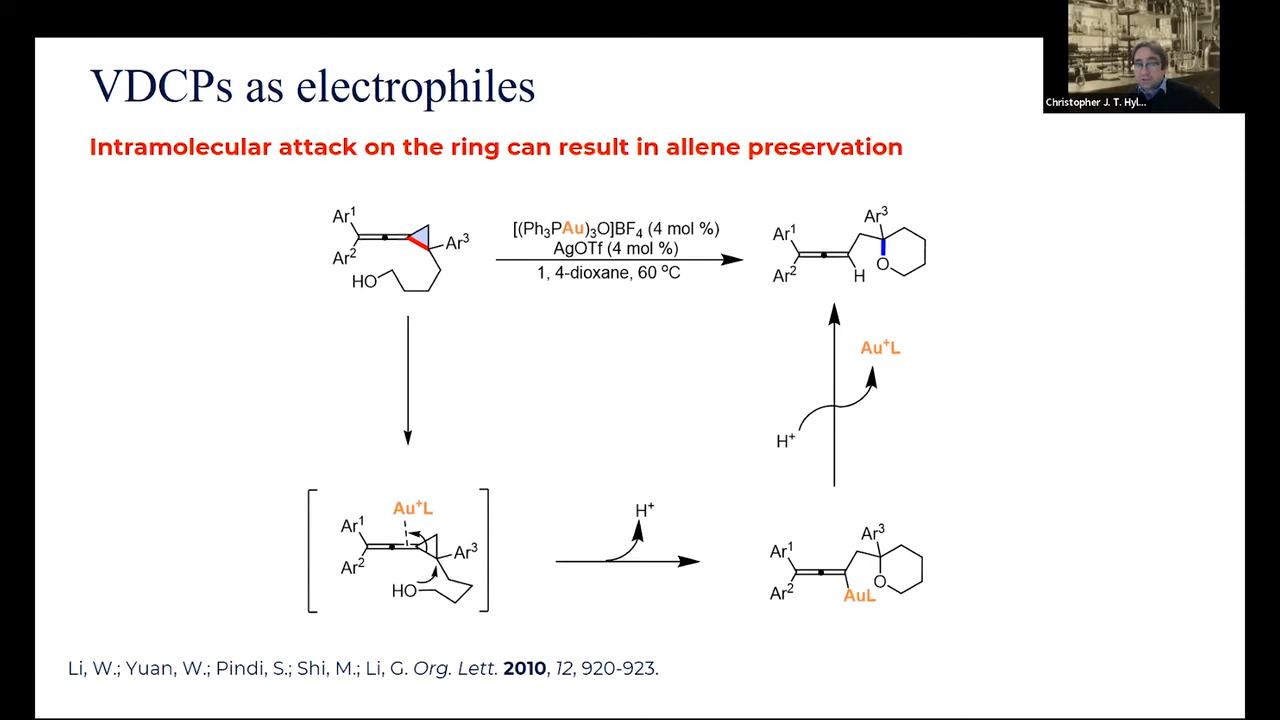 VDCPs as electrophiles
Christopher J. T. Hyl...
Intramolecular attack on the ring can result in allene preservation
Ar1
Ar2
Ar3
HO
[(Ph3PAu)3O]BF4 (4 mol %)
AgOTf (4 mol %)
1, 4-dioxane, 60 oC
Ar3
Ar1
Ar2
H
O
Au+L
H+
Au+L
Ar1
Ar2
Ar3
HO
H+
Ar3
Ar1
Ar2
O
AuL
Li, W.; Yuan, W.; Pindi, S.; Shi, M.; Li, G. Org. Lett. 2010, 12, 920-923.